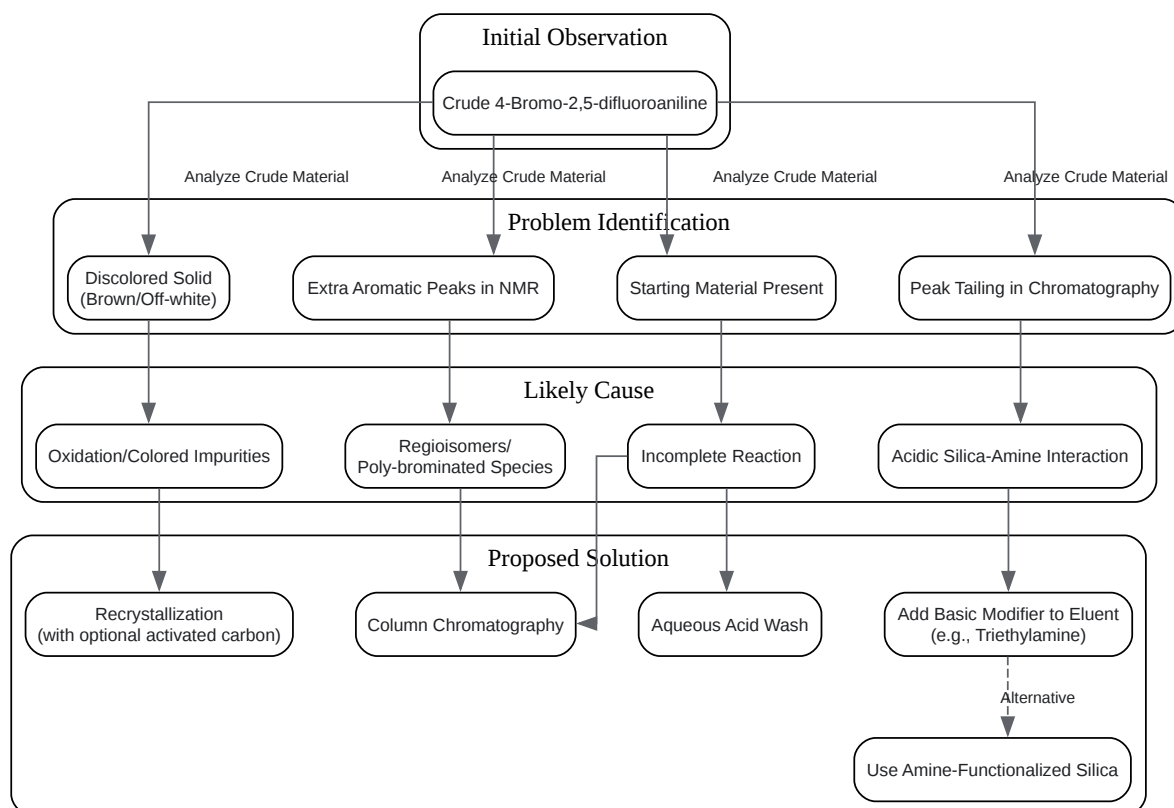 Initial Observation
Crude 4-Bromo-2,5-difluoroaniline
Analyze Crude Material
Analyze Crude Material
Analyze Crude Material
Analyze Crude Material
Problem Identification
Discolored Solid
(Brown/Off-white)
Extra Aromatic Peaks in NMR
Starting Material Present
Peak Tailing in Chromatography
Likely Cause
Oxidation/Colored Impurities
Regioisomers/
Poly-brominated Species
Incomplete Reaction
Acidic Silica-Amine Interaction
Proposed Solution
Recrystallization
(with optional activated carbon)
Column Chromatography
Aqueous Acid Wash
Add Basic Modifier to Eluent
(e.g., Triethylamine)
Alternative
Use Amine-Functionalized Silica